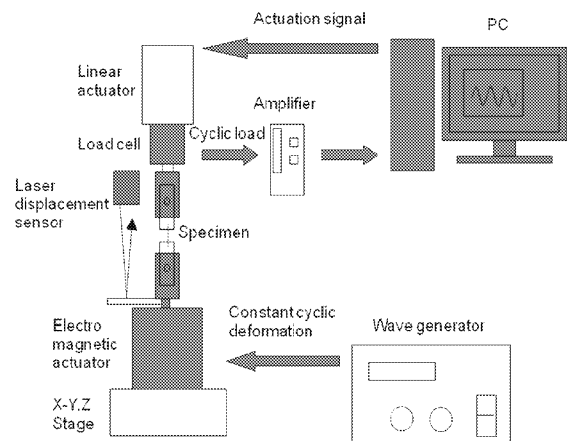 Actuation signal
PC
Linear
actuator
Amplifier
Load cell
Cyclic load
Laser
displacement
sensor
Specimen
Constant cyclic
deformation
Wave generator
Electro
magnetic
actuator
X-Y.Z
Stage